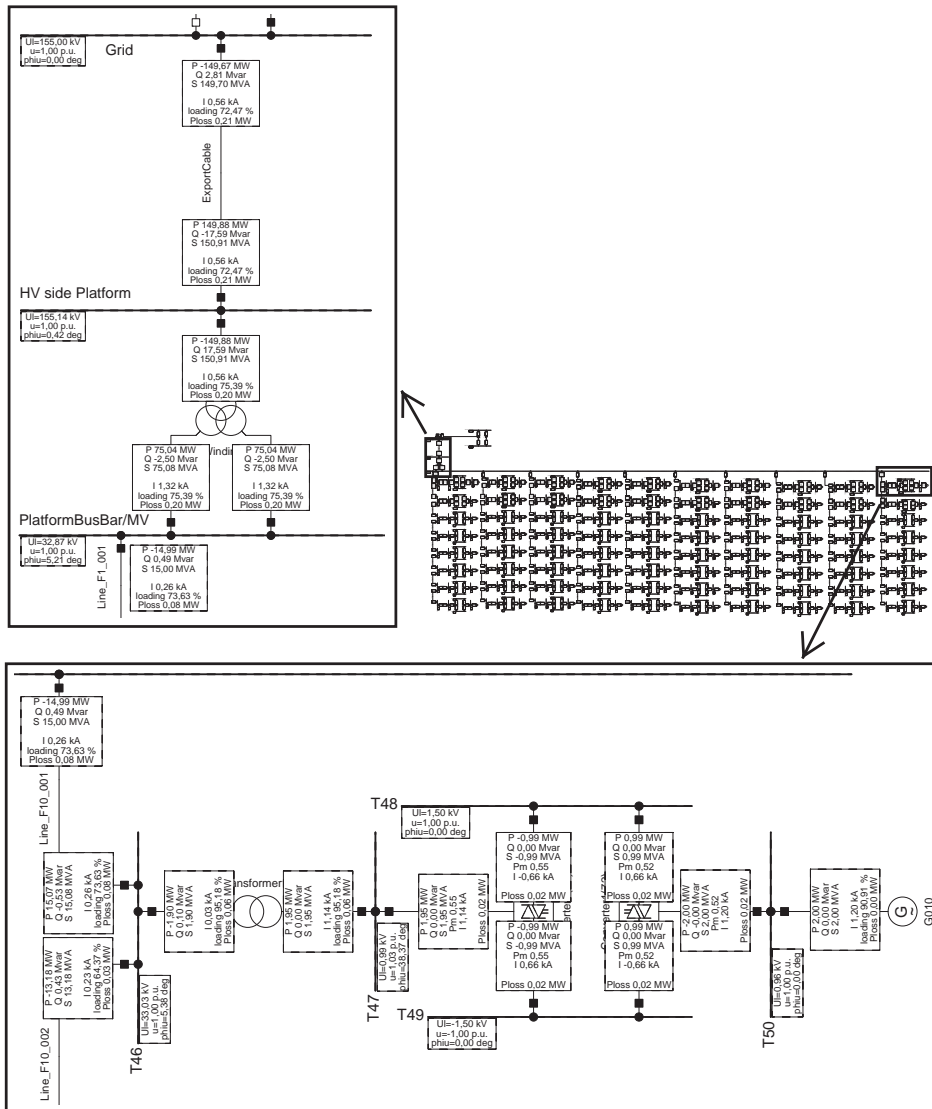 Ul=155,00 kV
u=1,00 p.u.
phiu=0,00 deg
Grid
P -149,67 MW
Q 2,81 Mvar
S 149,70 MVA
I 0,56 kA
loading 72,47 %
Ploss 0,21 MW
ExportCable
P 149,88 MW
Q -17,59 Mvar
S 150,91 MVA
I 0,56 kA
loading 72,47 %
Ploss 0,21 MW
HV side Platform
Ul=155,14 kV
u=1,00 p.u.
phiu=0,42 deg
P -149,88 MW
Q 17,59 Mvar
S 150,91 MVA
I 0,56 kA
loading 75,39 %
Ploss 0,20 MW
P 75,04 MW
Q -2,50 Mvar
S 75,08 MVA
I 1,32 kA
loading 75,39 %
Ploss 0,20 MW
P 75,04 MW
Q -2,50 Mvar
S 75,08 MVA
I 1,32 kA
loading 75,39 %
Ploss 0,20 MW
PlatformBusBar/MV
Ul=32,87 kV
u=1,00 p.u.
phiu=5,21 deg
Line_F1_001
P -14,99 MW
Q 0,49 Mvar
S 15,00 MVA
I 0,26 kA
loading 73,63 %
Ploss 0,08 MW
P -14,99 MW
Q 0,49 Mvar
S 15,00 MVA
I 0,26 kA
loading 73,63 %
Ploss 0,08 MW
Line_F10_001
P 15,07 MW
Q -0,53 Mvar
S 15,08 MVA
I 0,26 kA
loading 73,63 %
Ploss 0,08 MW
P -13,18 MW
Q 0,43 Mvar
S 13,18 MVA
I 0,23 kA
loading 64,37 %
Ploss 0,03 MW
Line_F10_002
T46
Ul=33,03 kV
u=1,00 p.u.
phiu=5,38 deg
P -1,90 MW
Q 0,10 Mvar
S 1,90 MVA
I 0,03 kA
loading 95,18 %
Ploss 0,06 MW
ansformer
P 1,95 MW
Q 0,00 Mvar
S 1,95 MVA
I 1,14 kA
loading 95,18 %
Ploss 0,06 MW
T47
Ul=0,99 kV
u=1,03 p.u.
phiu=38,37 deg
P 1,95 MW
Q 0,00 Mvar
S 1,95 MVA
Pm 0,55
I 1,14 kA
Ploss 0,02 MW
T48
Ul=1,50 kV
u=1,00 p.u.
phiu=0,00 deg
P -0,99 MW
Q 0,00 Mvar
S -0,99 MVA
Pm 0,55
I -0,66 kA
Ploss 0,02 MW
P 0,99 MW
Q 0,00 Mvar
S 0,99 MVA
Pm 0,52
I 0,66 kA
Ploss 0,02 MW
P -0,99 MW
Q 0,00 Mvar
S -0,99 MVA
Pm 0,55
I 0,66 kA
Ploss 0,02 MW
P 0,99 MW
Q 0,00 Mvar
S 0,99 MVA
Pm 0,52
I -0,66 kA
Ploss 0,02 MW
T49
Ul=-1,50 kV
u=-1,00 p.u.
phiu=0,00 deg
P -2,00 MW
Q -0,00 Mvar
S 2,00 MVA
Pm 0,52
I 1,20 kA
Ploss 0,02 MW
T50
Ul=0,96 kV
u=1,00 p.u.
phiu=0,00 deg
P 2,00 MW
Q 0,00 Mvar
S 2,00 MVA
I 1,20 kA
loading 90,91 %
Ploss 0,00 MW
G
~
G010